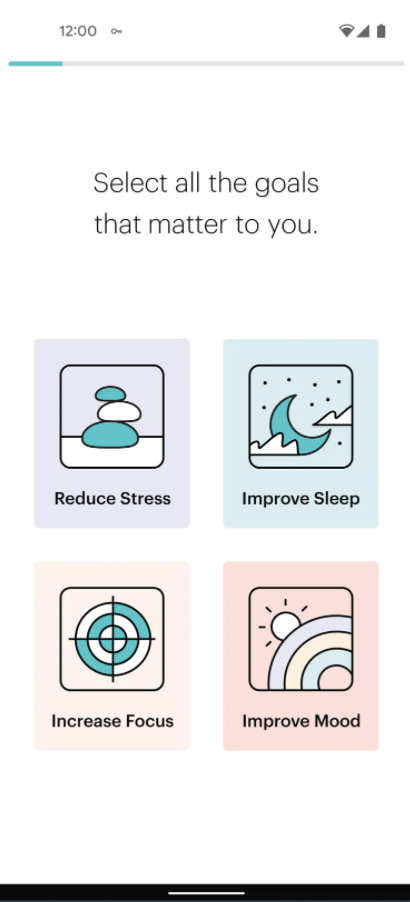 12:00
Select all the goals
that matter to you.
Reduce Stress
Improve Sleep
Increase Focus
Improve Mood